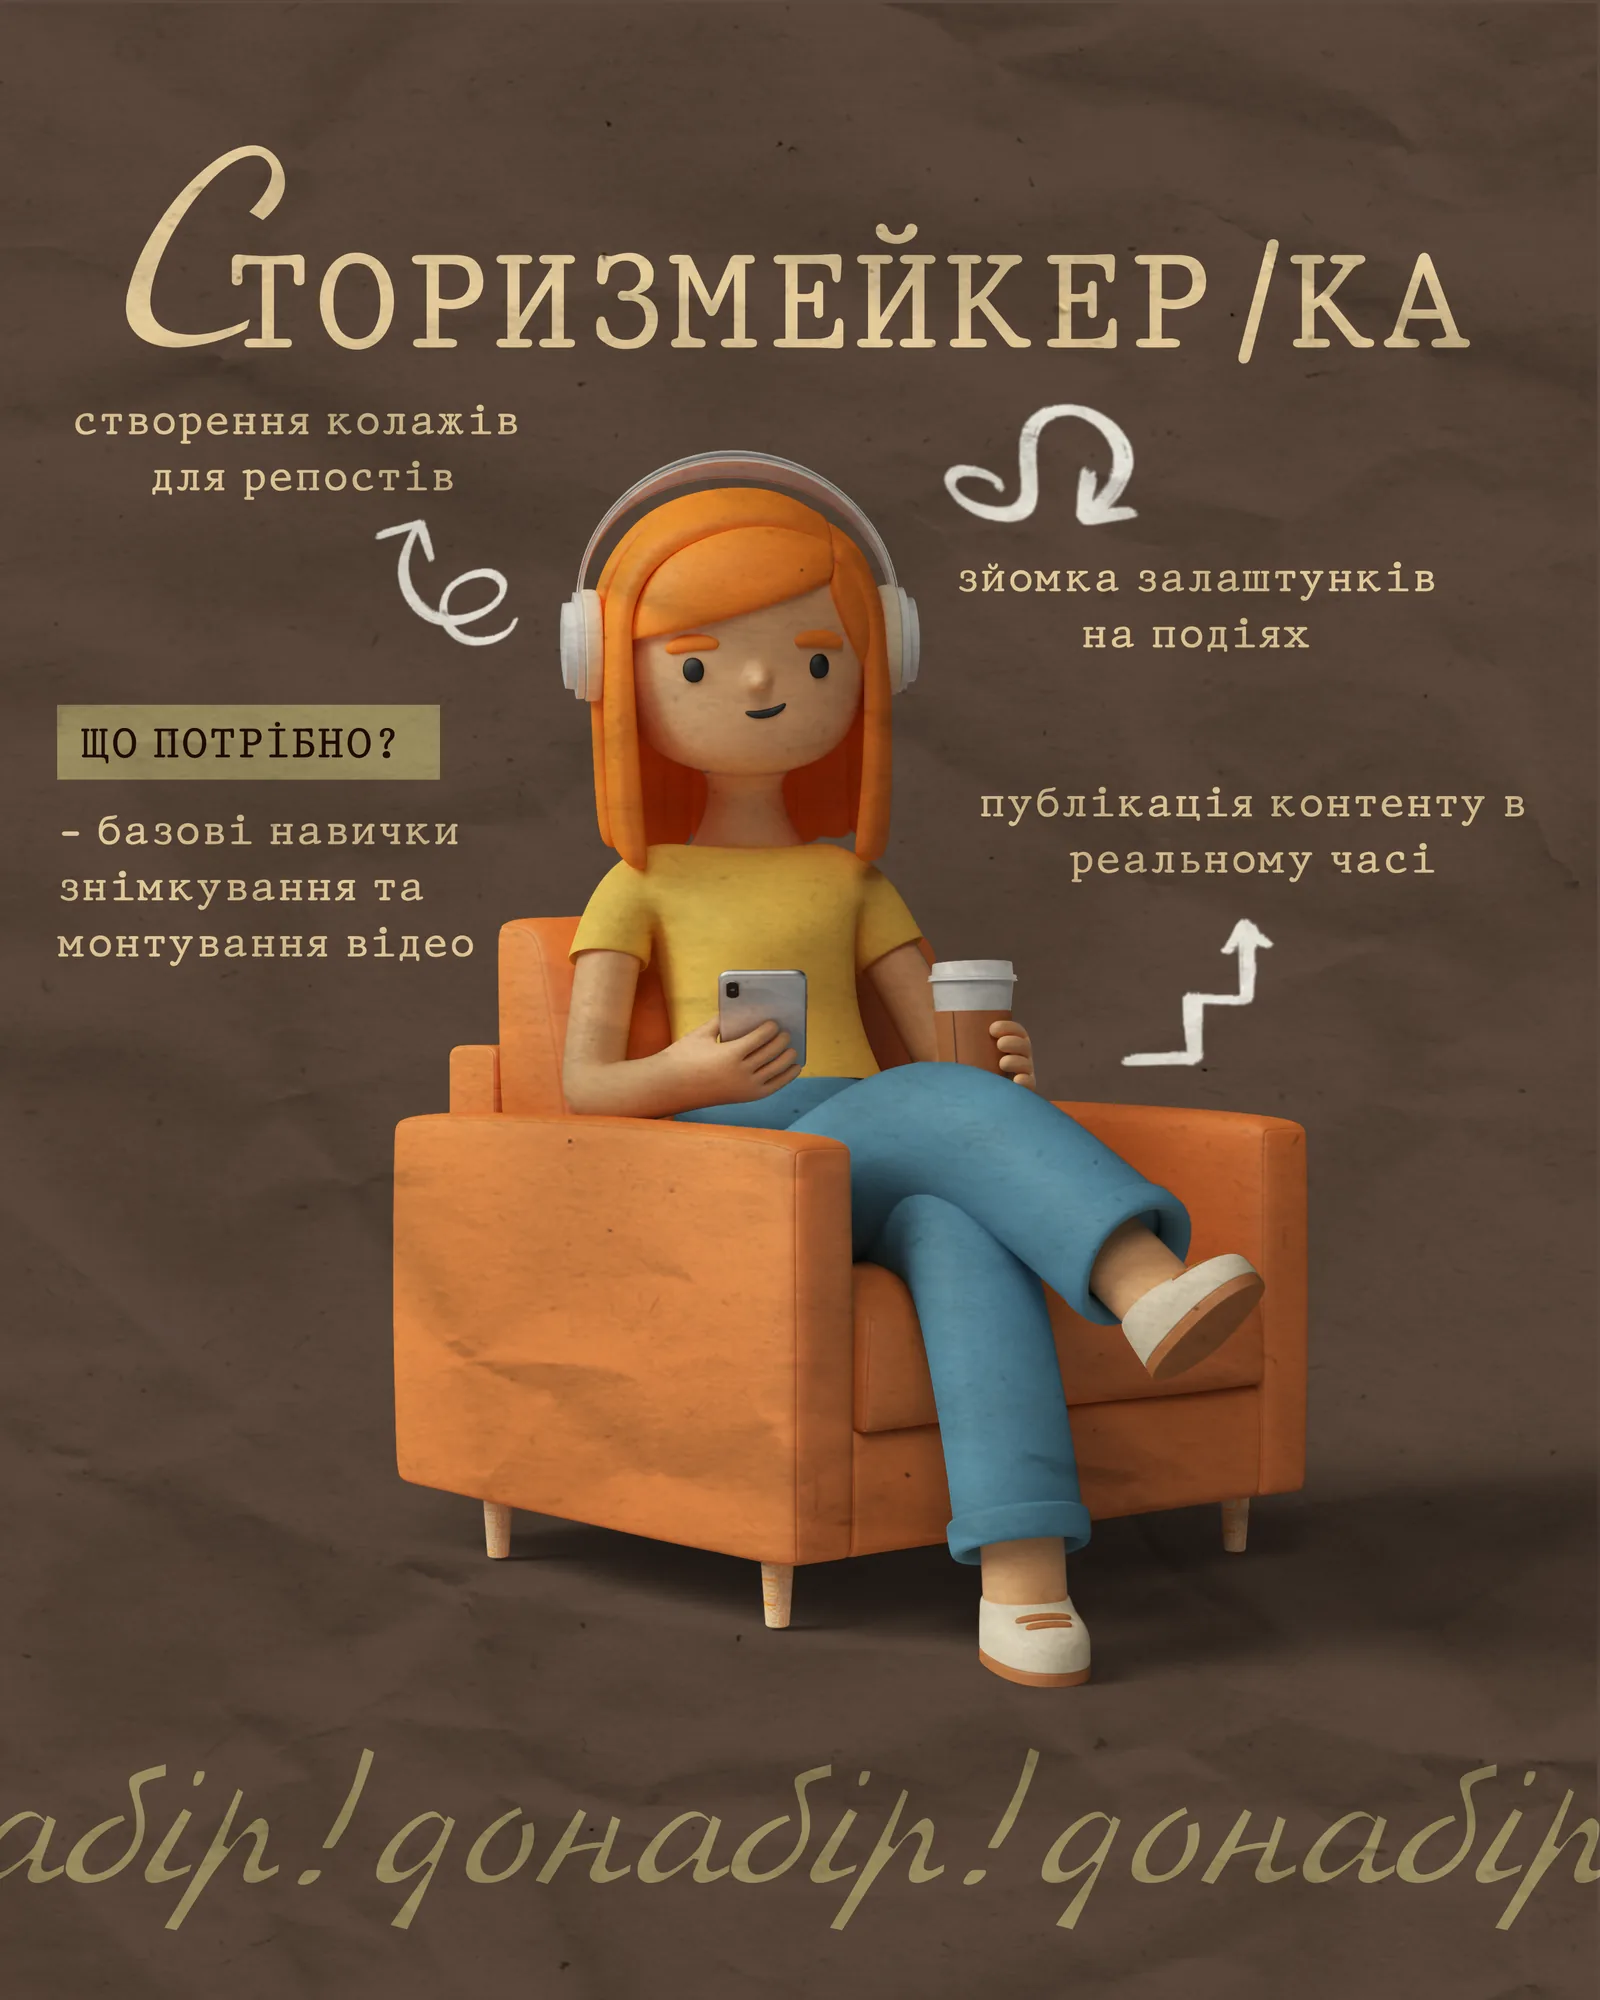 СТОРИЗМЕЙКЕР/КА
створення колажів
для репостів
зйомка залаштунків
на подіях
ЩО ПОТРІБНО?
- базові навички
знімкування та
монтування відео
публікація контенту в
реальному часі
абір! донабір! донабір